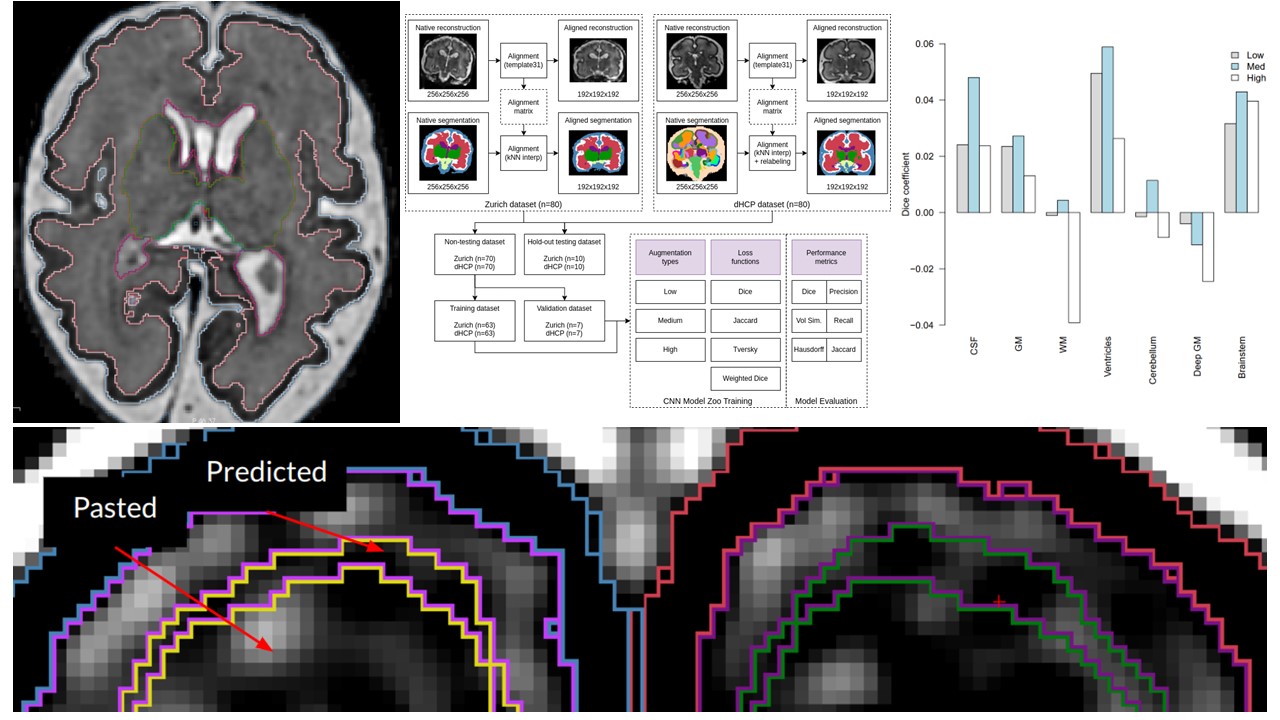 Native reconstruction
256x256x256
Alignment
(template31)
Aligned reconstruction
192x192x192
Alignment
matrix
Native segmentation
256x256x256
Alignment
(kNN interp)
Aligned segmentation
192x192x192
Zurich dataset (n=80)
Native reconstruction
256x256x256
Alignment
(template31)
Aligned reconstruction
192x192x192
Alignment
matrix
Native segmentation
256x256x256
Alignment
(kNN interp)
+ relabeling
Aligned segmentation
192x192x192
dHCP dataset (n=80)
Non-testing dataset
Zurich (n=70)
dHCP (n=70)
Hold-out testing dataset
Zurich (n=10)
dHCP (n=10)
Training dataset
Zurich (n=63)
dHCP (n=63)
Validation dataset
Zurich (n=7)
dHCP (n=7)
Augmentation
types
Low
Medium
High
Loss
functions
Dice
Jaccard
Tversky
Weighted Dice
CNN Model Zoo Training
Performance
metrics
Dice
Precision
Vol Sim.
Recall
Hausdorff
Jaccard
Model Evaluation
Dice coefficient
0.06
0.04
0.02
0.00
−0.02
−0.04
Low
Med
High
CSF
GM
WM
Ventricles
Cerebellum
Deep GM
Brainstem
Predicted
Pasted